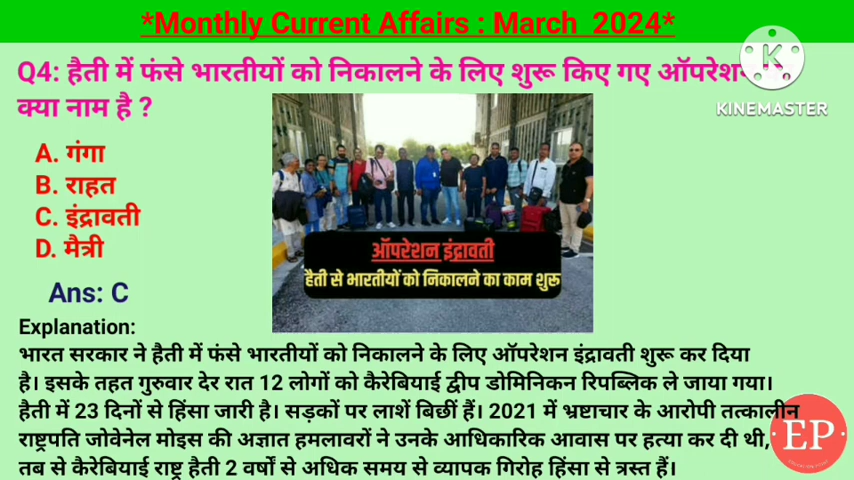 *Monthly Current Affairs : March 2024*
Q4: हैती में फंसे भारतीयों को निकालने के लिए शुरू किए गए ऑपरेशन
क्या नाम है ?
K
KINEMASTER
A. गंगा
B. राहत
C. इंद्रावती
D. मैत्री
Ans: C
ऑपरेशन इंद्रावती
हैती से भारतीयों को निकालने का काम शुरू
Explanation:
भारत सरकार ने हैती में फंसे भारतीयों को निकालने के लिए ऑपरेशन इंद्रावती शुरू कर दिया
है। इसके तहत गुरुवार देर रात 12 लोगों को कैरेबियाई द्वीप डोमिनिकन रिपब्लिक ले जाया गया।
हैती में 23 दिनों से हिंसा जारी है। सड़कों पर लाशें बिछीं हैं। 2021 में भ्रष्टाचार के आरोपी तत्कालीन
राष्ट्रपति जोवेनेल मोइस की अज्ञात हमलावरों ने उनके आधिकारिक आवास पर हत्या कर दी थी,
तब से कैरेबियाई राष्ट्र हैती 2 वर्षों से अधिक समय से व्यापक गिरोह हिंसा से त्रस्त हैं।
EP